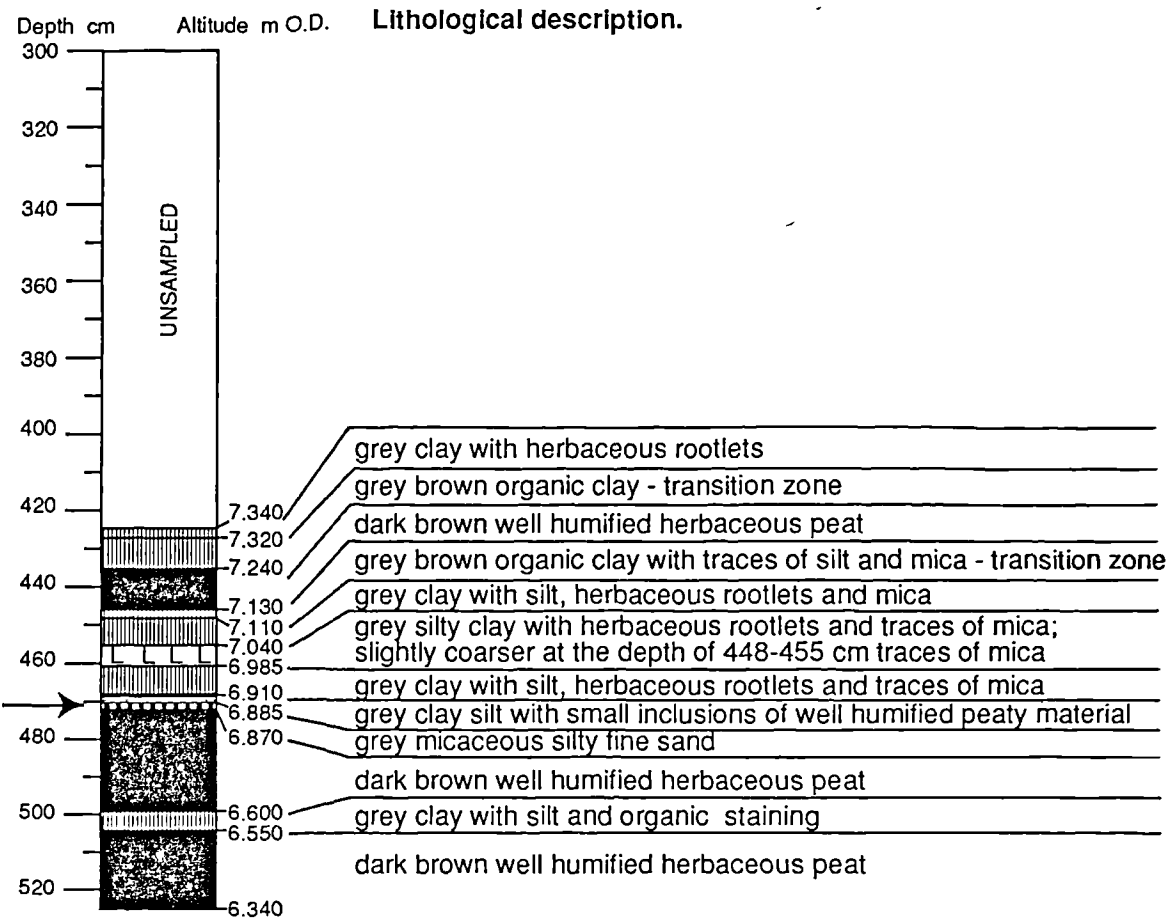 Depth cm Altitude m O.D. Lithological description.
300
320
340
360
380
400
420
440
460
480
500
520
UNSAMPLED
7.340
7.320
7.240
7.130
7.110
7.040
6.985
6.910
6.885
6.870
6.600
6.550
6.340
grey clay with herbaceous rootlets
grey brown organic clay - transition zone
dark brown well humified herbaceous peat
grey brown organic clay with traces of silt and mica - transition zone
grey clay with silt, herbaceous rootlets and mica
grey silty clay with herbaceous rootlets and traces of mica;
slightly coarser at the depth of 448-455 cm traces of mica
grey clay with silt, herbaceous rootlets and traces of mica
grey clay silt with small inclusions of well humified peaty material
grey micaceous silty fine sand
dark brown well humified herbaceous peat
grey clay with silt and organic staining
dark brown well humified herbaceous peat